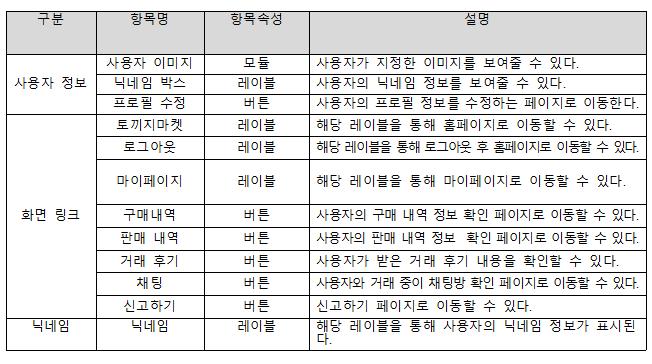 구분 항목명 항목속성 설명
사용자 이미지 모듈 사용자가 지정한 이미지를 보여줄 수 있다.
사용자 정보 닉네임 박스 레이블 사용자의 닉네임 정보를 보여줄 수 있다.
프로필 수정 버튼 사용자의 프로필 정보를 수정하는 페이지로 이동한다.
토끼지마켓 레이블 해당 레이블을 통해 홈페이지로 이동할 수 있다.
로그아웃 레이블 해당 레이블을 통해 로그아웃 후 홈페이지로 이동할 수 있다.
마이페이지 레이블 해당 레이블을 통해 마이페이지로 이동할 수 있다.
화면 링크 구매내역 버튼 사용자의 구매 내역 정보 확인 페이지로 이동할 수 있다.
판매 내역 버튼 사용자의 판매 내역 정보 확인 페이지로 이동할 수 있다.
거래 후기 버튼 사용자가 받은 거래 후기 내용을 확인할 수 있다.
채팅 버튼 사용자와 거래 중이 채팅방 확인 페이지로 이동할 수 있다.
신고하기 버튼 신고하기 페이지로 이동할 수 있다.
닉네임 닉네임 레이블 해당 레이블을 통해 사용자의 닉네임 정보가 표시된
다.